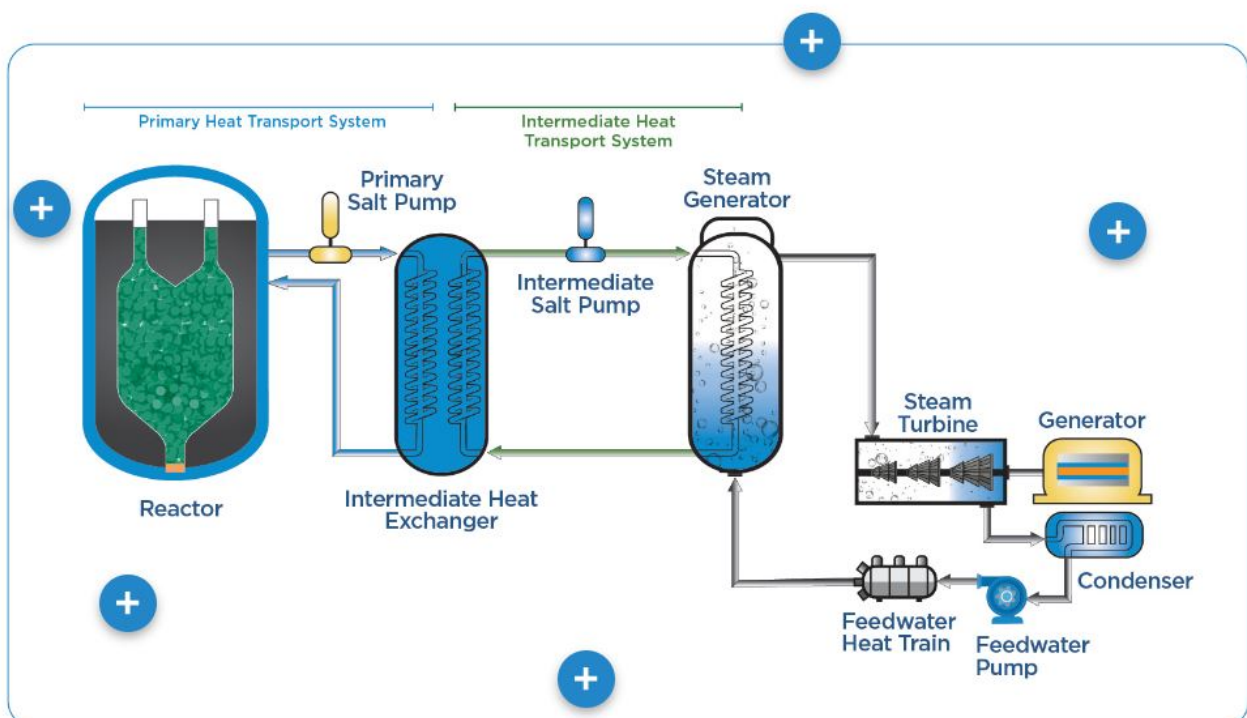 Primary Heat Transport System
Intermediate Heat
Transport System
Primary
Salt Pump
Steam
Generator
Intermediate
Salt Pump
Steam
Turbine
Generator
Reactor
Intermediate Heat
Exchanger
Condenser
Feedwater
Heat Train
Feedwater
Pump